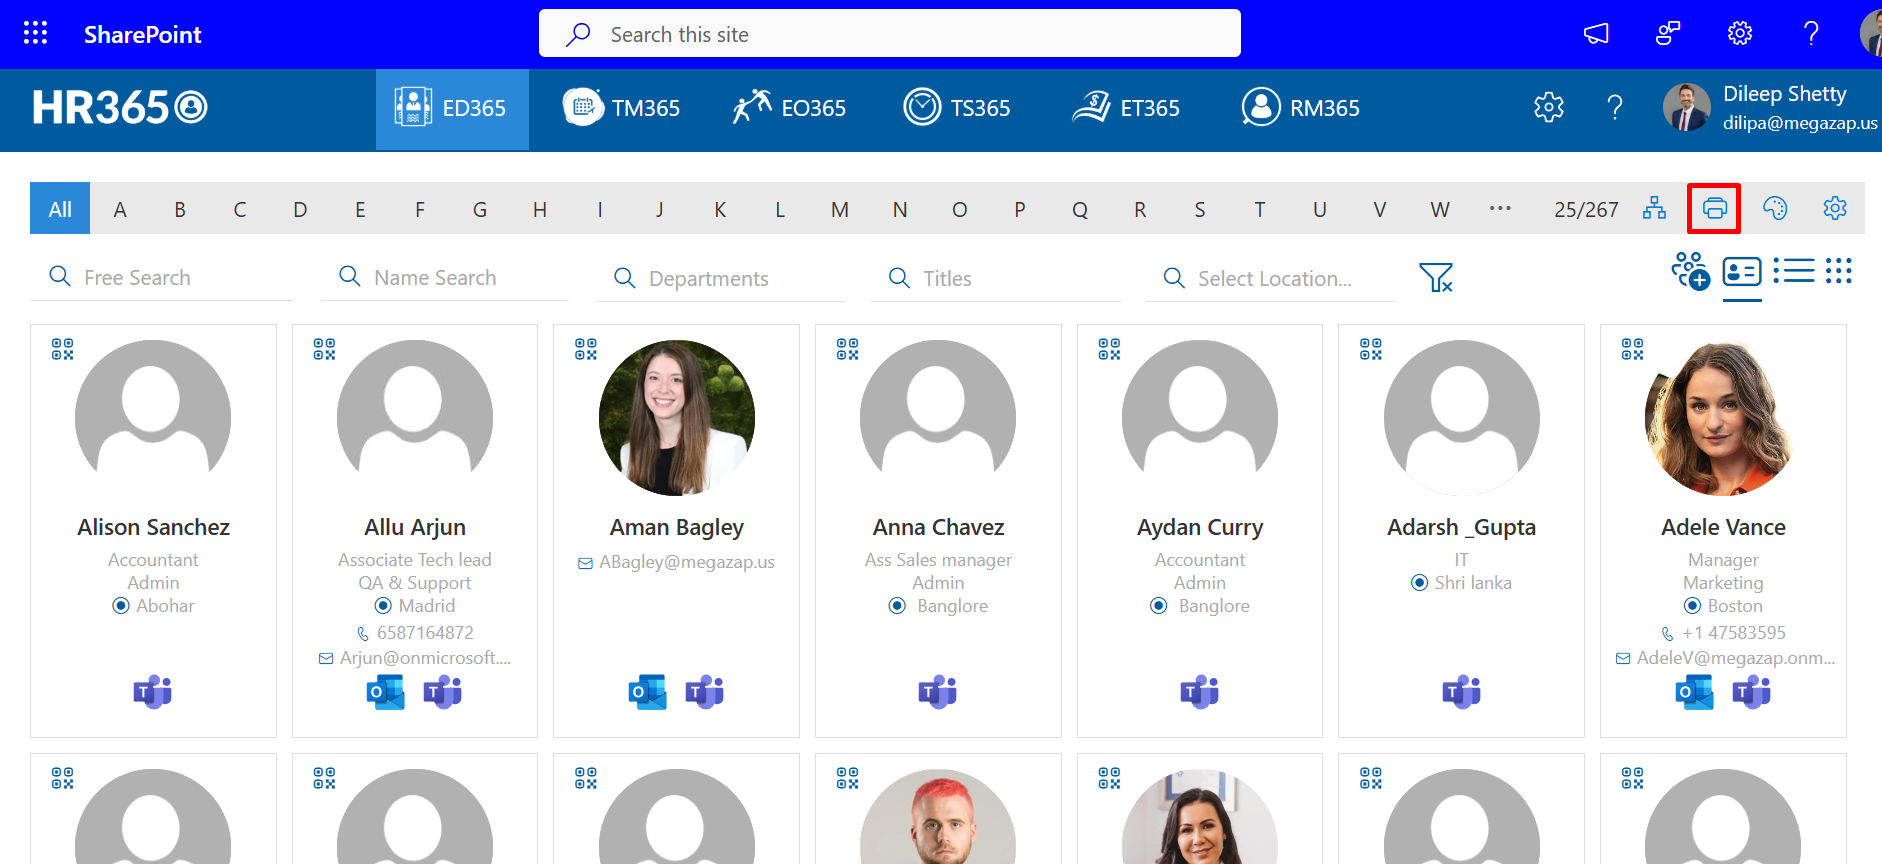 SharePoint
Search this site
HR365
ED365
TM365
EO365
TS365
ET365
RM365
Dileep Shetty
dilipa@megazap.us
All A B C D E F G H I J K L M N O P Q R S T U V W ··· 25/267
Free Search
Name Search
Departments
Titles
Select Location...
Alison Sanchez
Accountant
Admin
Abohar
Allu Arjun
Associate Tech lead
QA & Support
Madrid
6587164872
Arjun@onmicrosoft....
Aman Bagley
ABagley@megazap.us
Anna Chavez
Ass Sales manager
Admin
Banglore
Aydan Curry
Accountant
Admin
Banglore
Adarsh _Gupta
IT
Shri lanka
Adele Vance
Manager
Marketing
Boston
+1 47583595
AdeleV@megazap.onm...